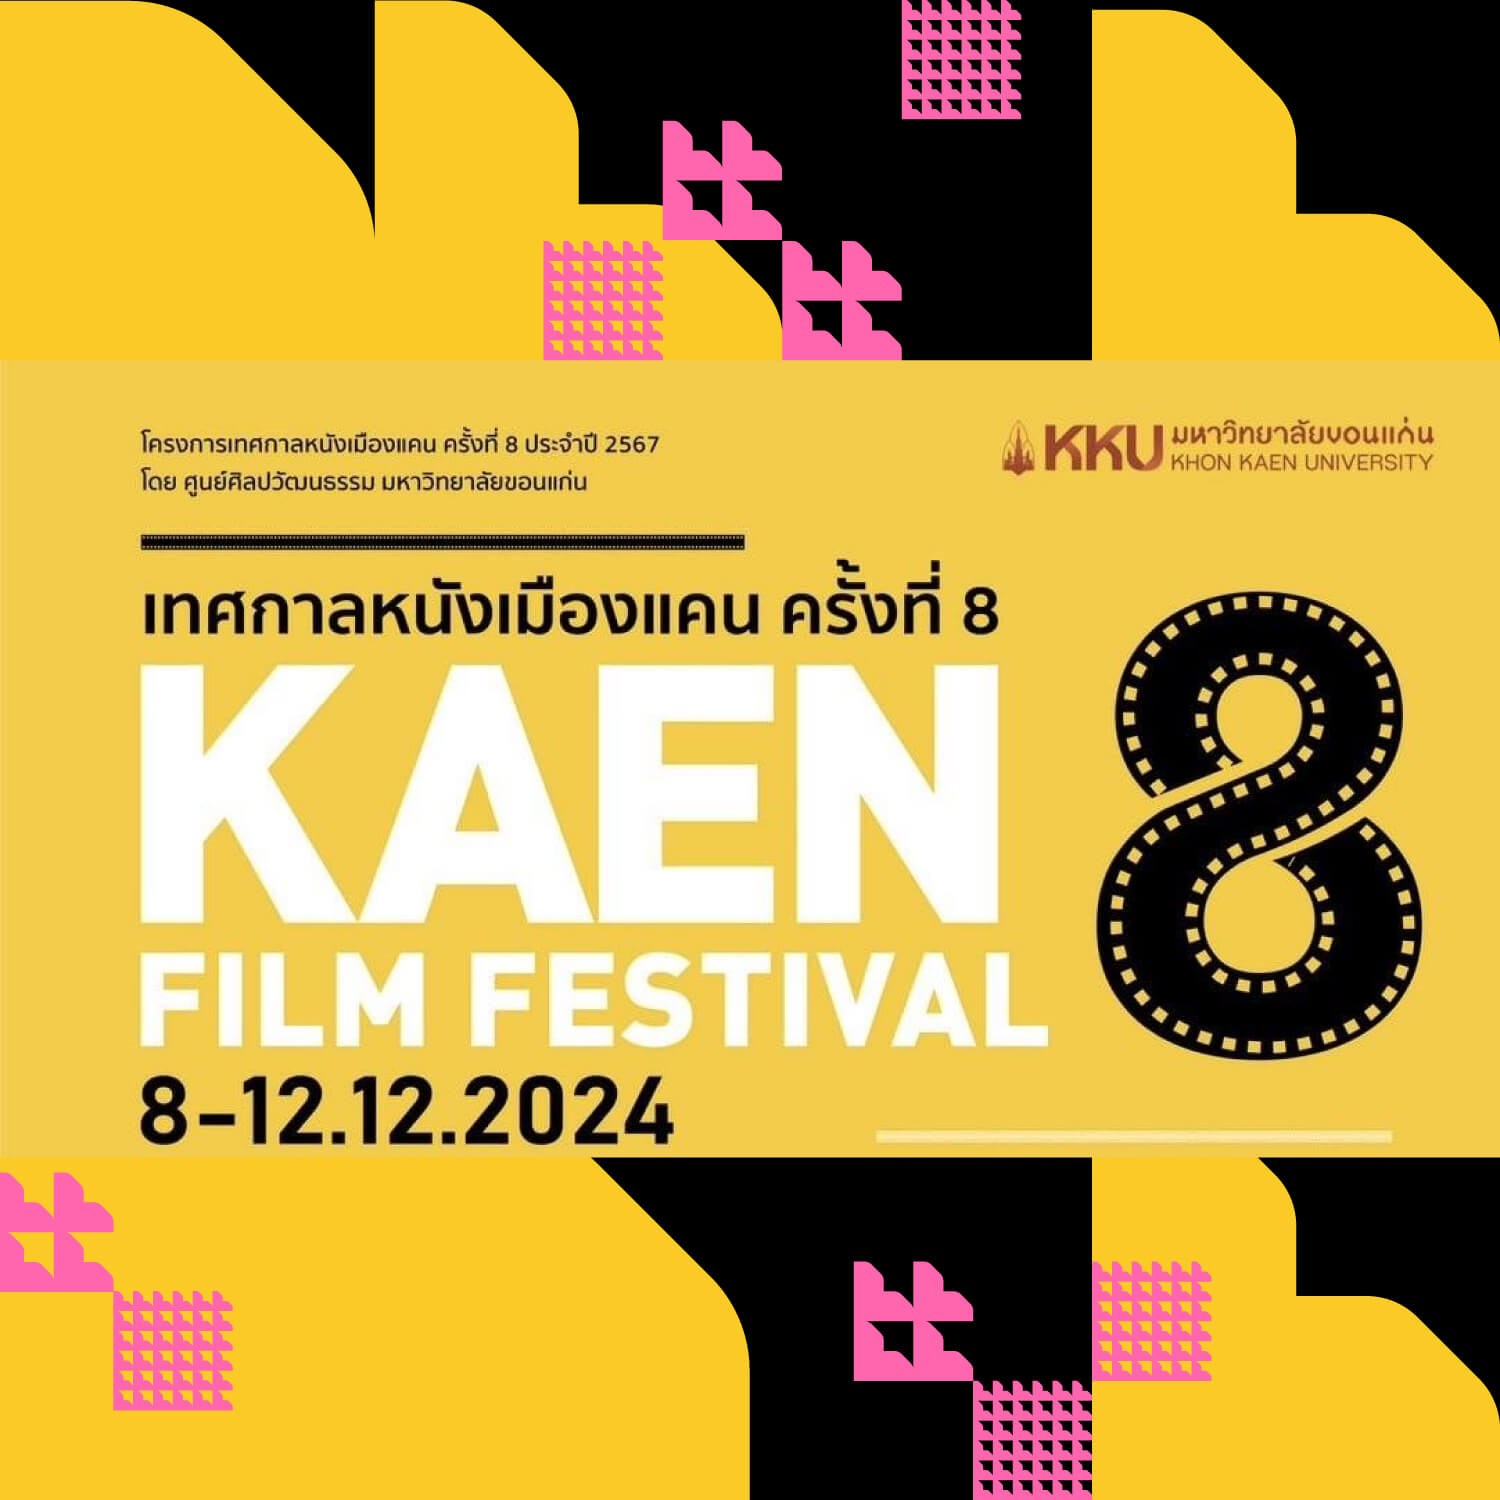 โครงการเทศกาลหนังเมืองแคน ครั้งที่ 8 ประจำปี 2567
โดย ศูนย์ศิลปวัฒนธรรม มหาวิทยาลัยขอนแก่น
KKU มหาวิทยาลัยขอนแก่น
KHON KAEN UNIVERSITY
เทศกาลหนังเมืองแคน ครั้งที่ 8
KAEN
FILM FESTIVAL
8
8-12.12.2024